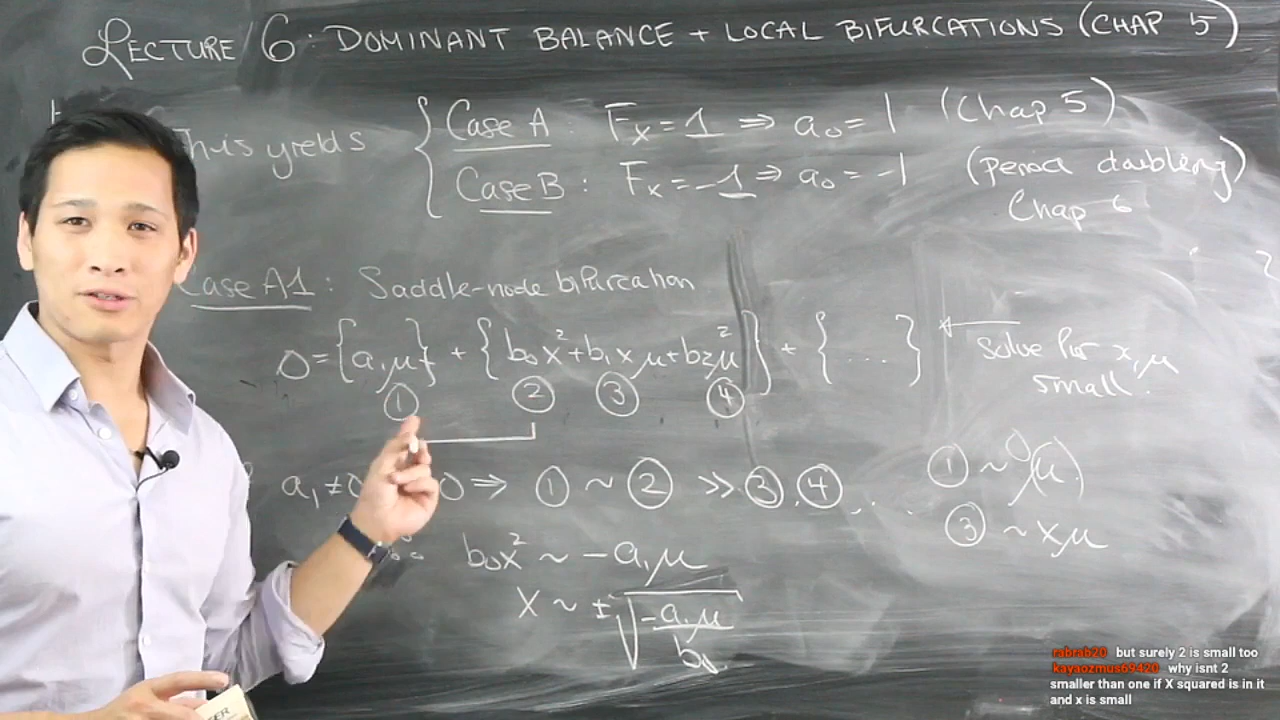 LECTURE 6: DOMINANT BALANCE + LOCAL BIFURCATIONS (CHAP 5)
This yields
Case A: Fx = 1 ⇒ a₀ = 1 (Chap 5)
Case B: Fx = -1 ⇒ a₀ = -1 (period doubling)
Chap 6
Case A1: Saddle-node bifurcation
0 = {a₁μ} + {b₀x² + b₁xμ + b₂μ²} + {...} ← solve for x, μ
small.
① ② ③ ④
a₁≠0 0 ⇒ ① ~ ② >> ③, ④ ...
① ~ O(μ)
③ ~ xμ
b₀x² ~ -a₁μ
x ~ ±√(-a₁μ/b₀)
rabrab20 but surely 2 is small too
kayaozmus69420 why isnt 2
smaller than one if X squared is in it
and x is small